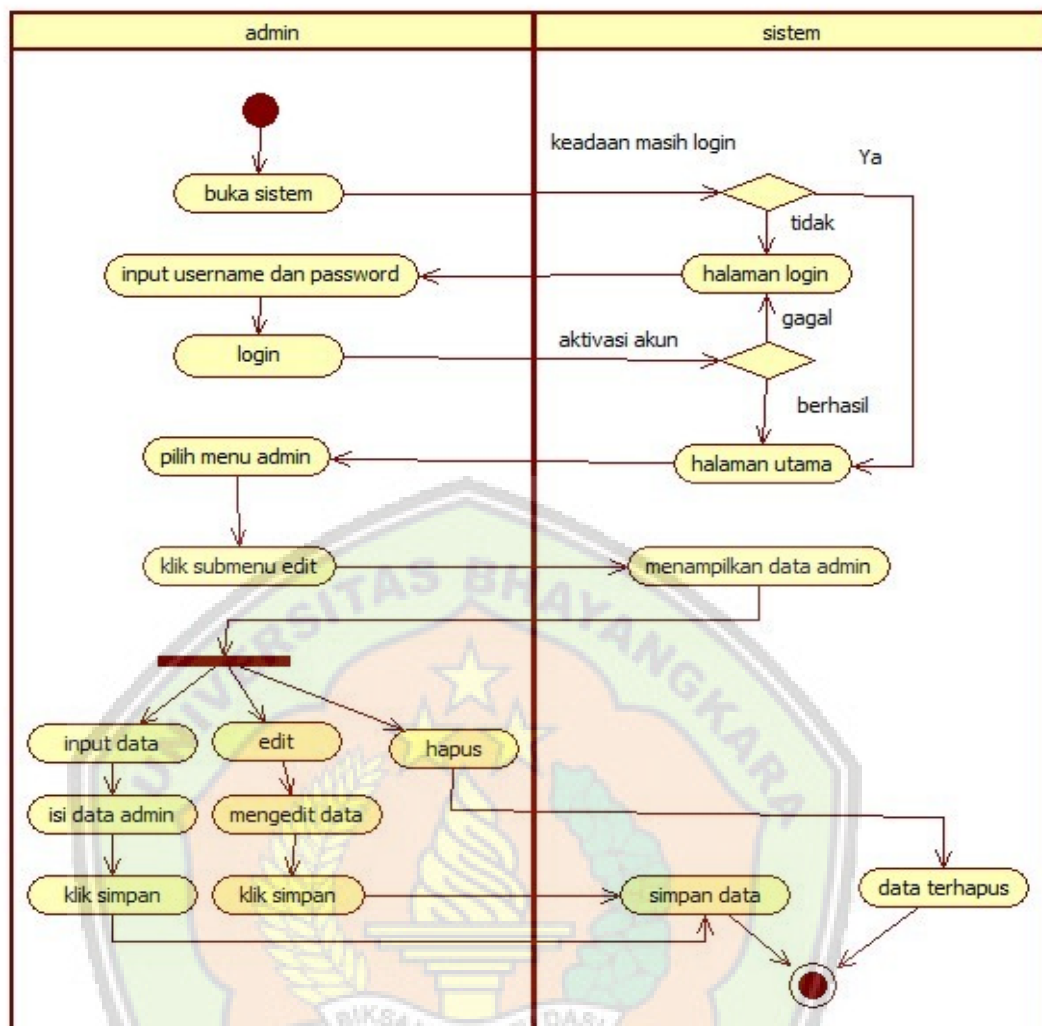 admin
sistem
keadaan masih login
Ya
buka sistem
tidak
input username dan password
halaman login
gagal
login
aktivasi akun
berhasil
pilih menu admin
halaman utama
klik submenu edit
menampilkan data admin
UNIVERSITAS BHAYANGKARA
input data
edit
hapus
isi data admin
mengedit data
klik simpan
klik simpan
simpan data
data terhapus